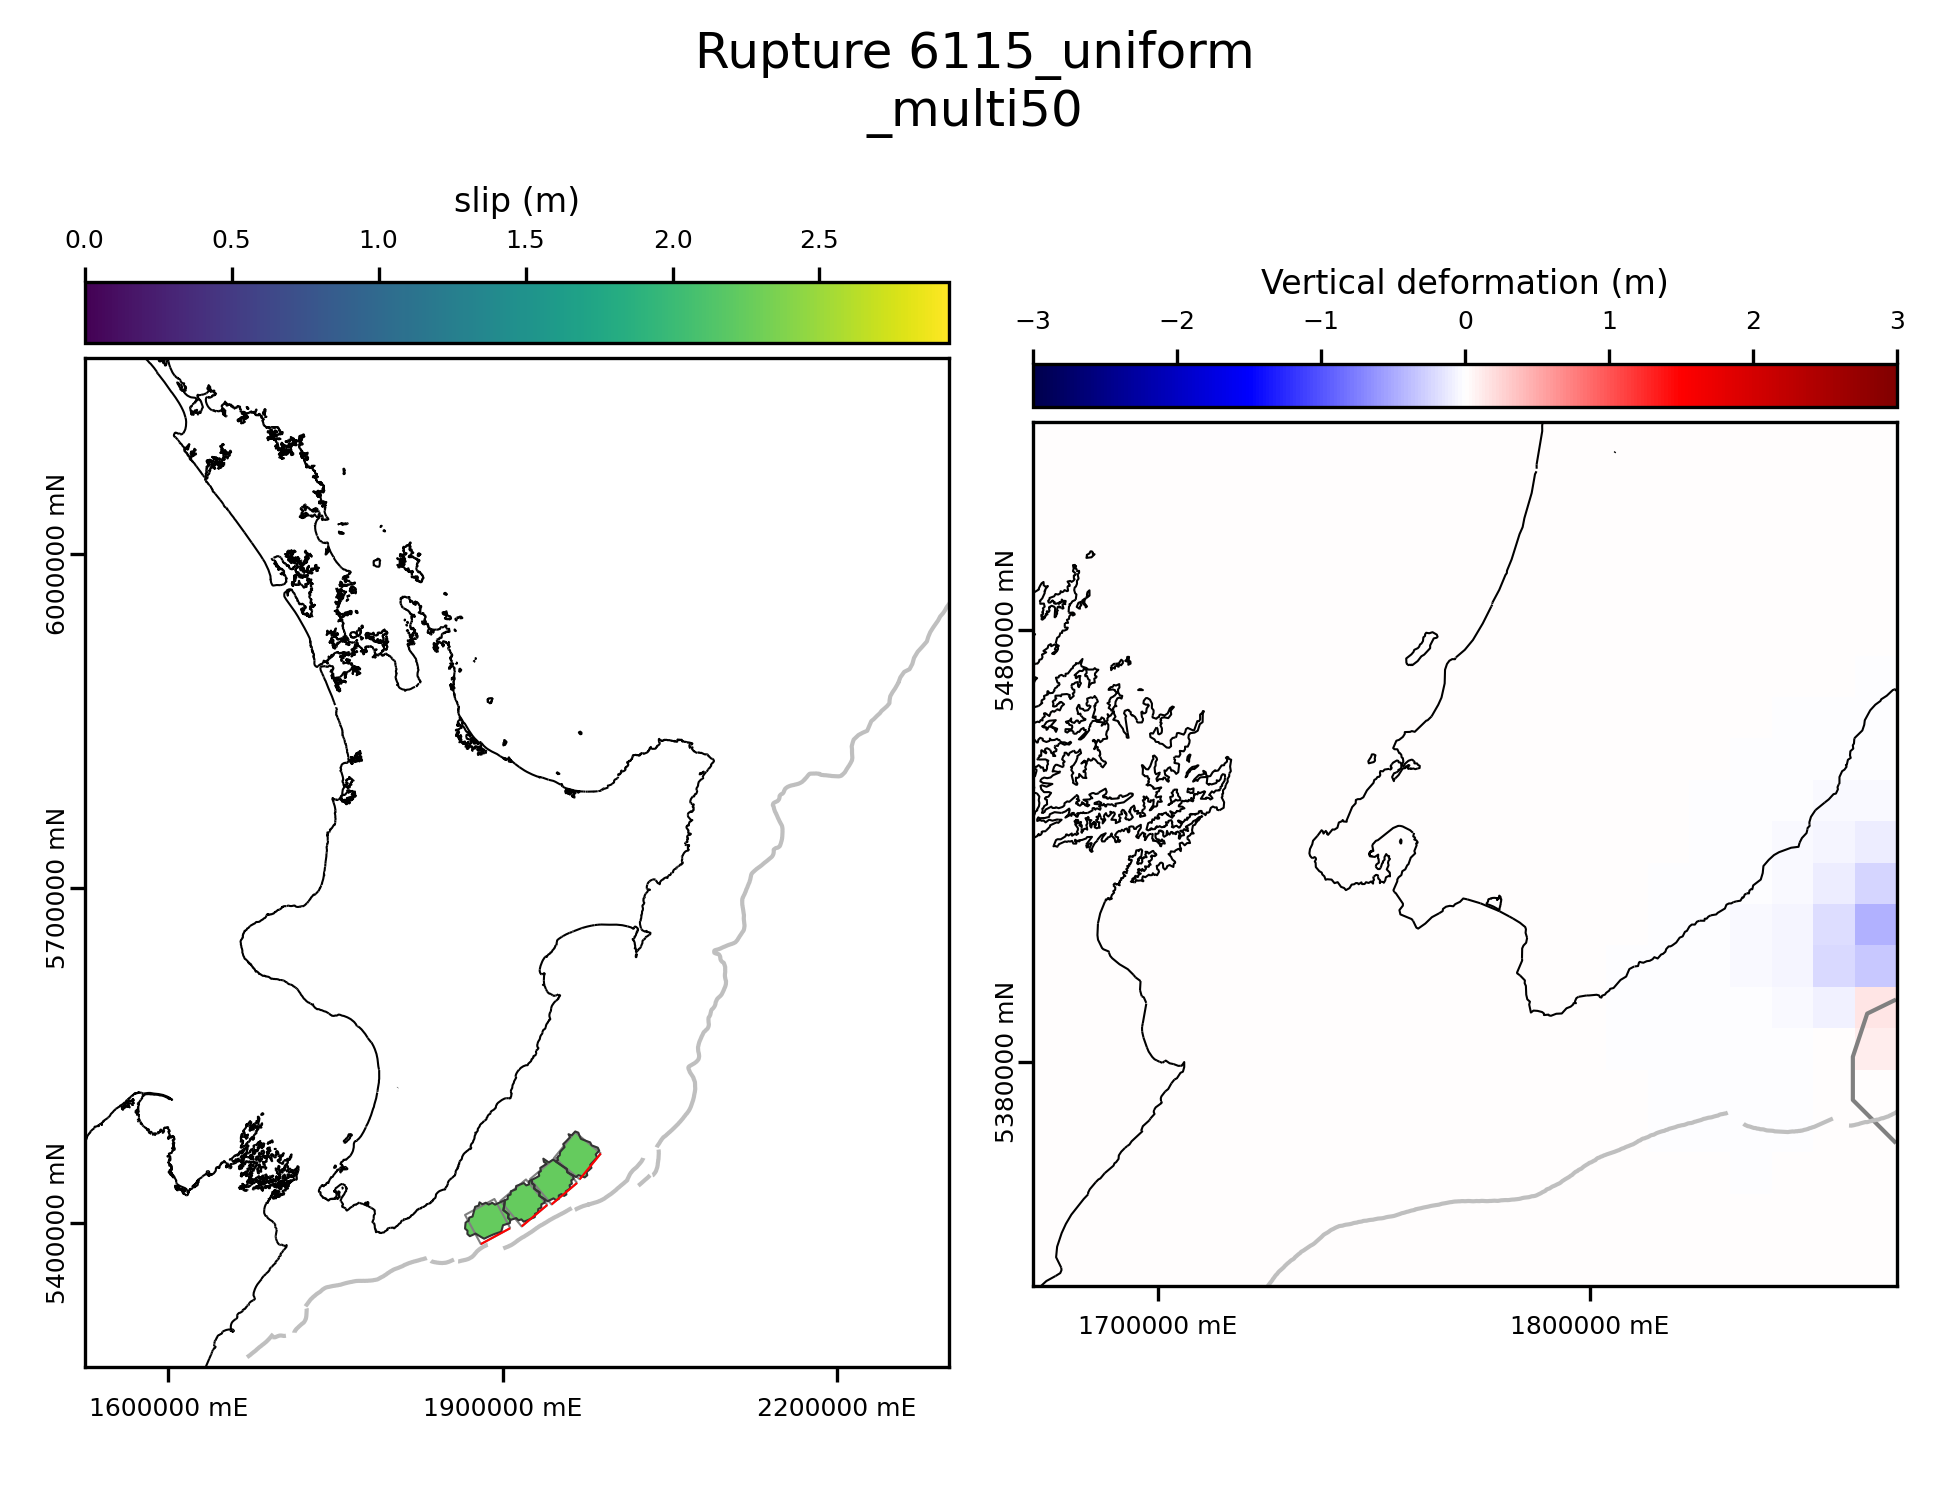 Rupture 6115_uniform
_multi50
slip (m)
0.0 0.5 1.0 1.5 2.0 2.5
6000000 mN
5700000 mN
5400000 mN
1600000 mE 1900000 mE 2200000 mE
Vertical deformation (m)
−3 −2 −1 0 1 2 3
5480000 mN
5380000 mN
1700000 mE 1800000 mE